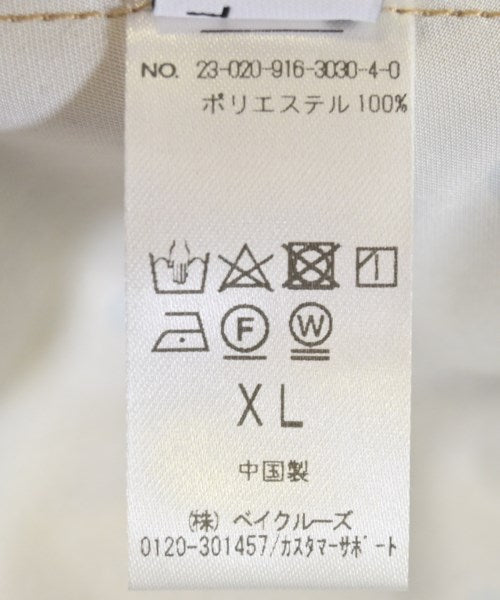 NO. 23-020-916-3030-4-0
ポリエステル 100%
F W
XL
中国製
(株) ベイクルーズ
0120-301457/カスタマーサポート